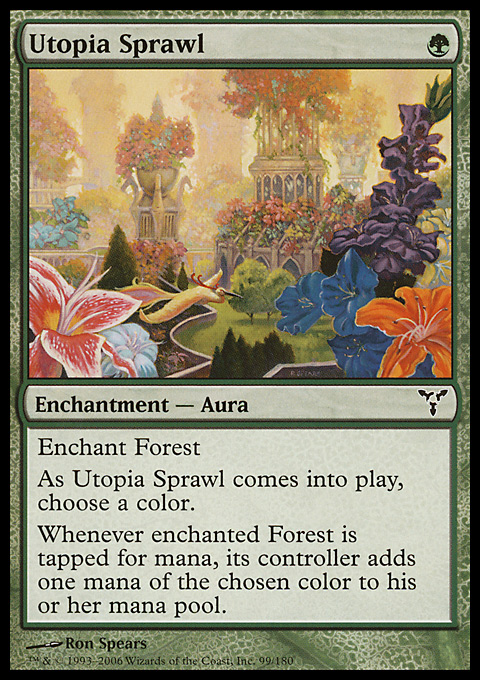 Utopia Sprawl
Enchantment — Aura
Enchant Forest
As Utopia Sprawl comes into play,
choose a color.
Whenever enchanted Forest is
tapped for mana, its controller adds
one mana of the chosen color to his
or her mana pool.
Ron Spears
™ & © 1993–2006 Wizards of the Coast, Inc. 99/180